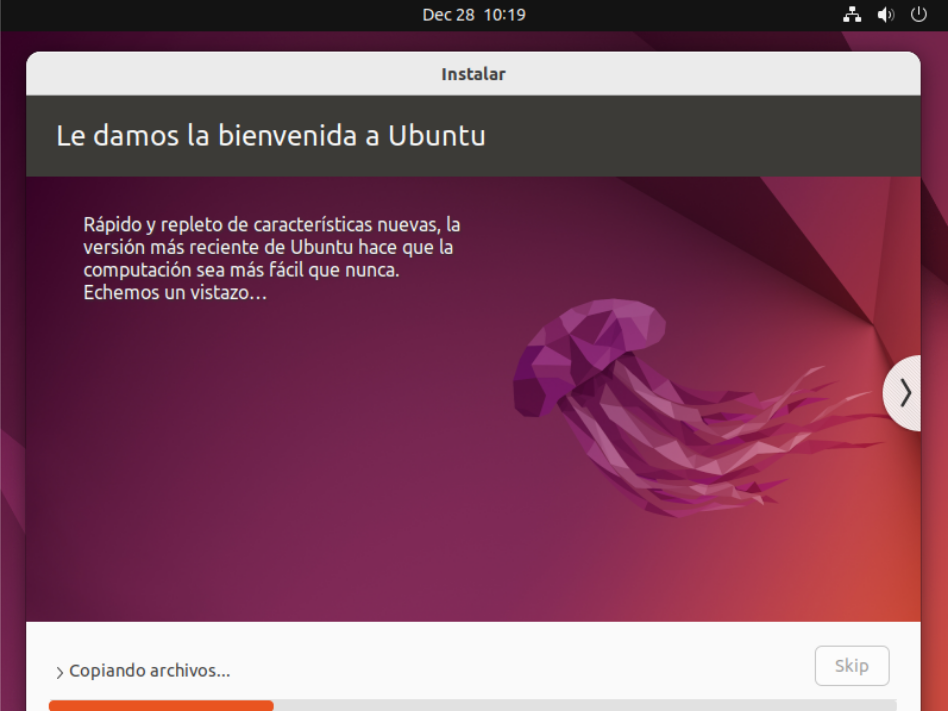 Dec 28 10:19
Instalar
Le damos la bienvenida a Ubuntu
Rápido y repleto de características nuevas, la
versión más reciente de Ubuntu hace que la
computación sea más fácil que nunca.
Echemos un vistazo...
Copiando archivos...
Skip